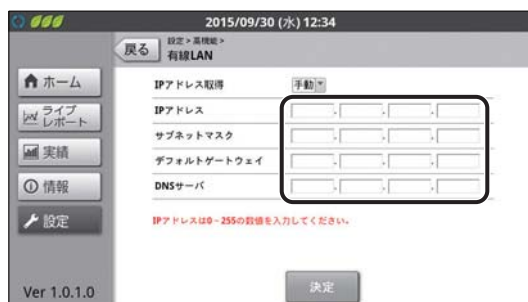 2015/09/30 (水) 12:34
戻る
設定 > 高機能 >
有線LAN
ホーム
ライブ
レポート
実績
情報
設定
Ver 1.0.1.0
IPアドレス取得 手動
IPアドレス . . .
サブネットマスク . . .
デフォルトゲートウェイ . . .
DNSサーバ . . .
IPアドレスは0～255の数値を入力してください。
決定